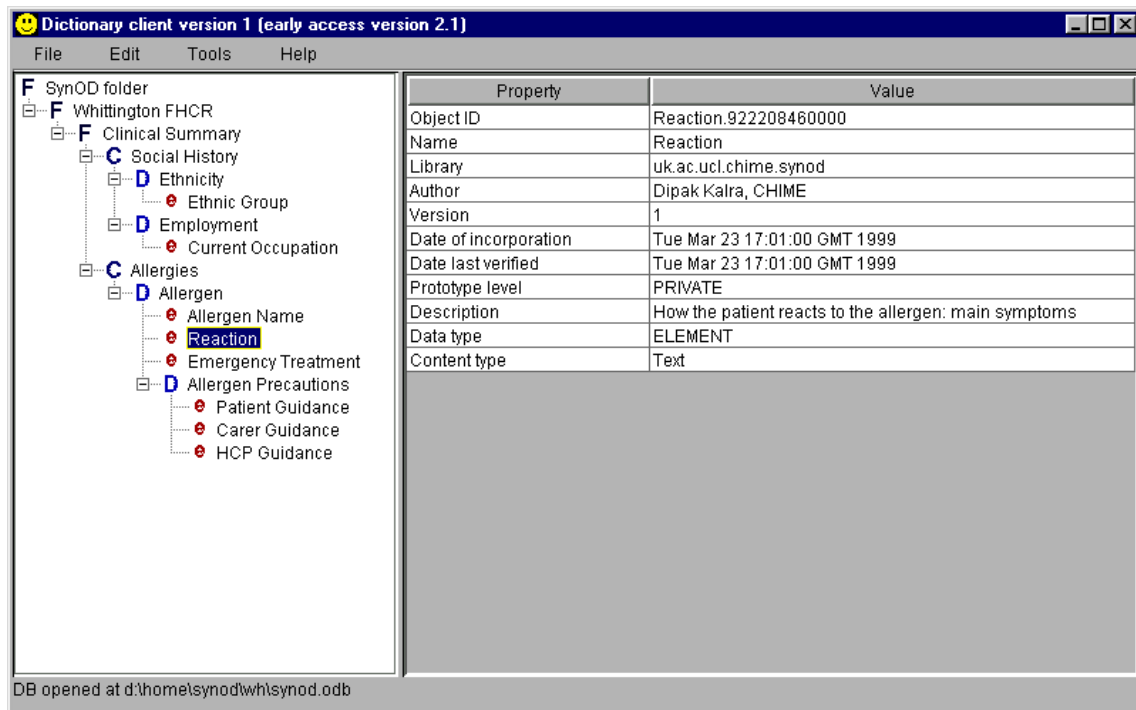 Dictionary client version 1 (early access version 2.1)
File Edit Tools Help
F SynOD folder
F Whittington FHCR
F Clinical Summary
C Social History
D Ethnicity
e Ethnic Group
D Employment
e Current Occupation
C Allergies
D Allergen
e Allergen Name
e Reaction
e Emergency Treatment
D Allergen Precautions
e Patient Guidance
e Carer Guidance
e HCP Guidance
Property Value
Object ID Reaction.922208460000
Name Reaction
Library uk.ac.ucl.chime.synod
Author Dipak Kalra, CHIME
Version 1
Date of incorporation Tue Mar 23 17:01:00 GMT 1999
Date last verified Tue Mar 23 17:01:00 GMT 1999
Prototype level PRIVATE
Description How the patient reacts to the allergen: main symptoms
Data type ELEMENT
Content type Text
DB opened at d:\home\synod\wh\synod.odb